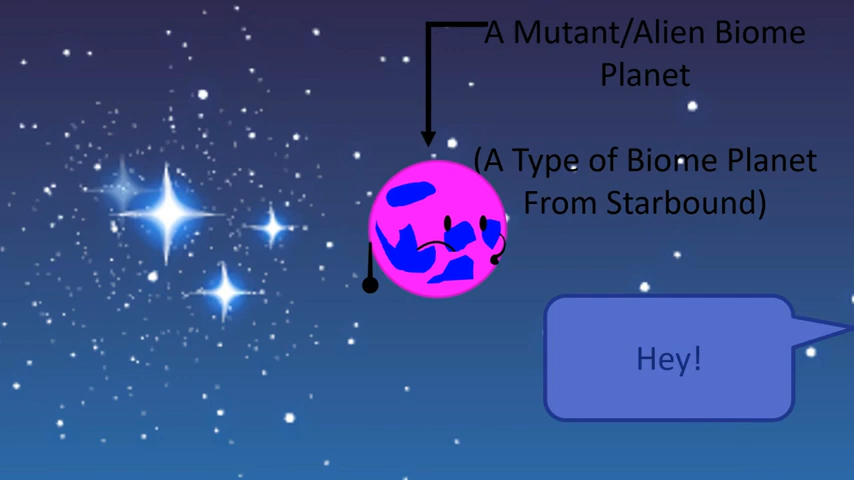 A Mutant/Alien Biome
Planet
(A Type of Biome Planet
From Starbound)
Hey!